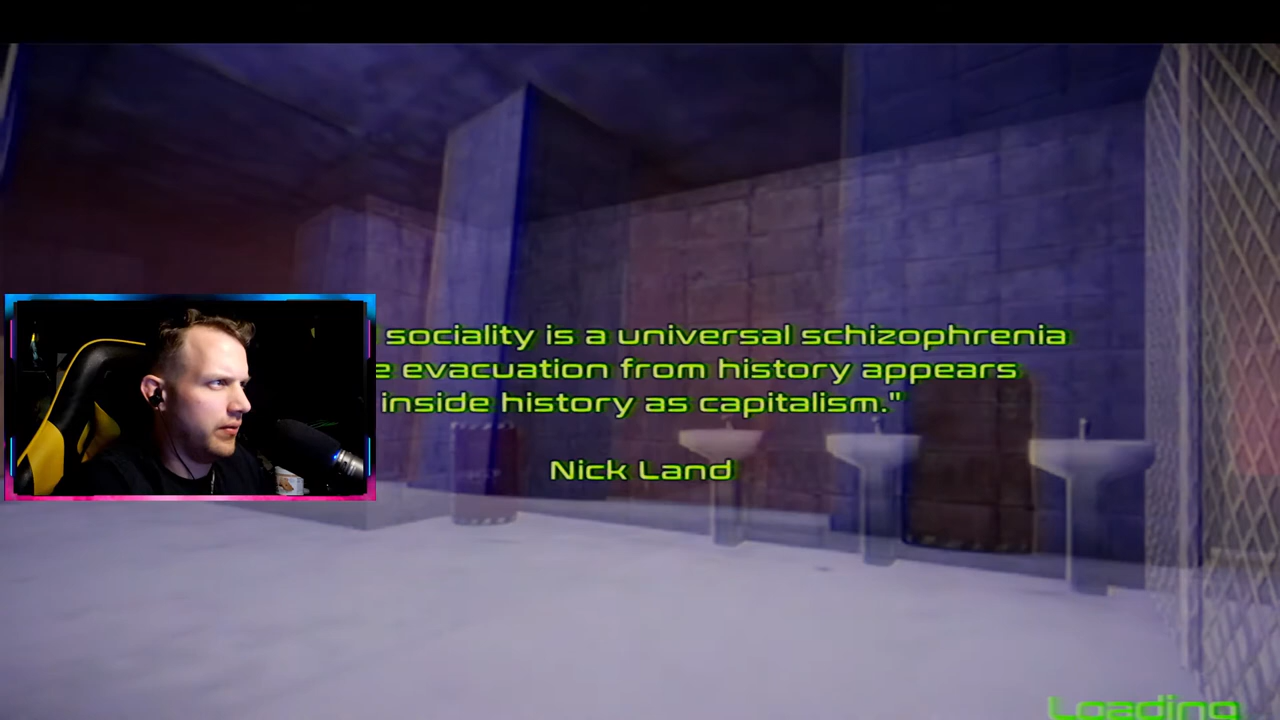 sociality is a universal schizophrenia
evacuation from history appears
inside history as capitalism."
Nick Land
Loading